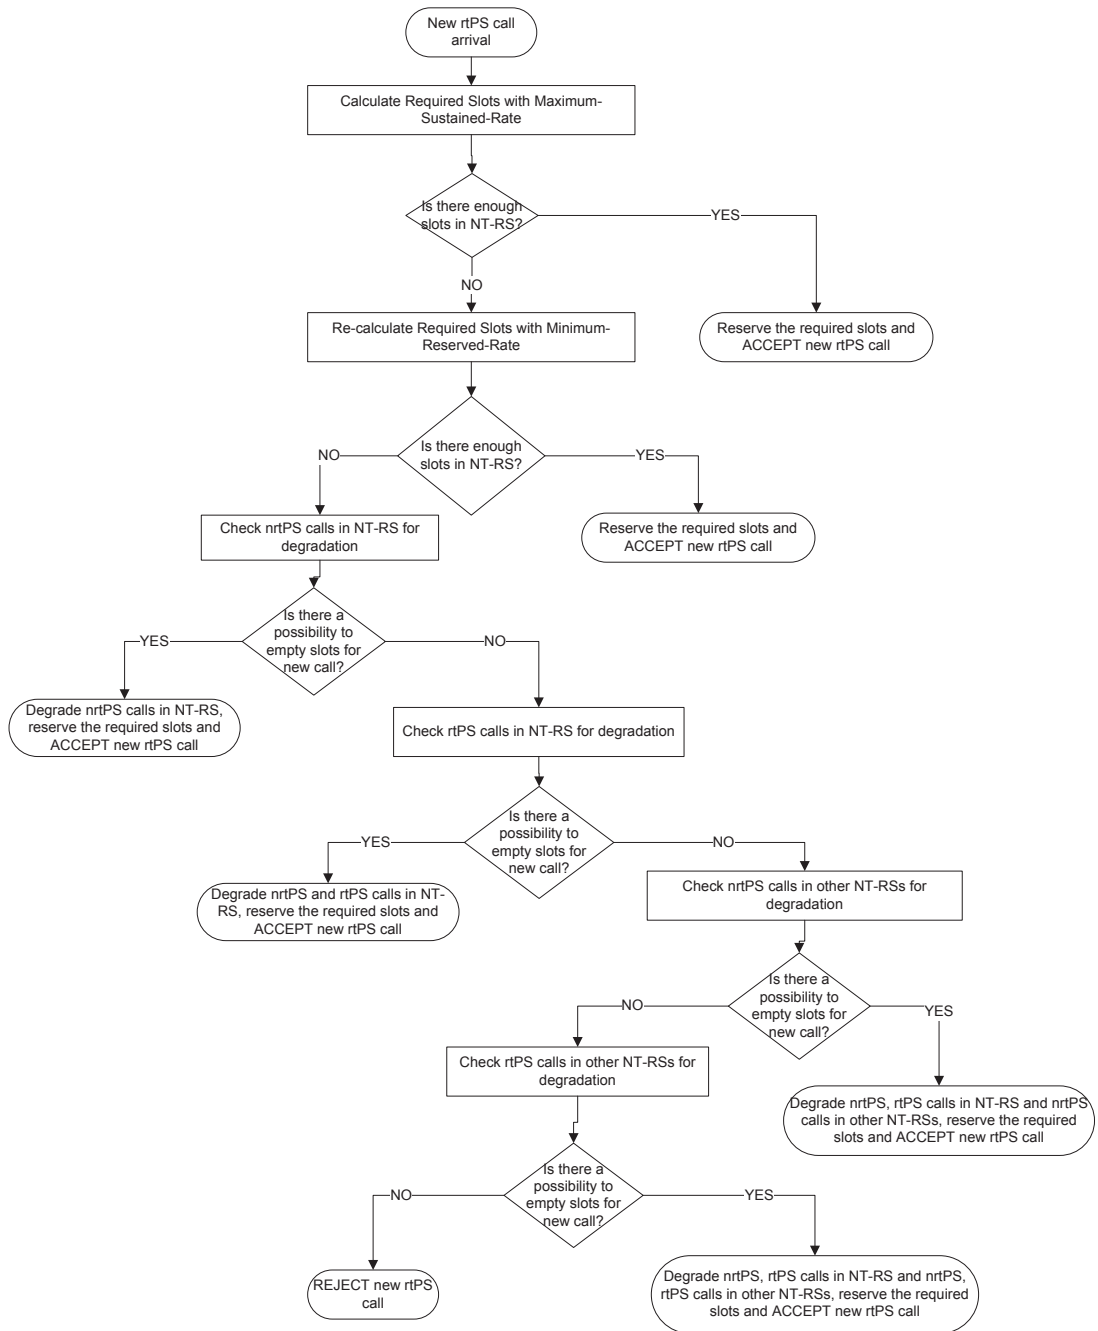 New rtPS call
arrival
Calculate Required Slots with Maximum-
Sustained-Rate
Is there enough
slots in NT-RS?
YES
NO
Re-calculate Required Slots with Minimum-
Reserved-Rate
Reserve the required slots and
ACCEPT new rtPS call
Is there enough
slots in NT-RS?
NO
YES
Check nrtPS calls in NT-RS for
degradation
Reserve the required slots and
ACCEPT new rtPS call
Is there a
possibility to
empty slots for
new call?
YES
NO
Degrade nrtPS calls in NT-RS,
reserve the required slots and
ACCEPT new rtPS call
Check rtPS calls in NT-RS for degradation
Is there a
possibility to
empty slots for
new call?
YES
NO
Degrade nrtPS and rtPS calls in NT-
RS, reserve the required slots and
ACCEPT new rtPS call
Check nrtPS calls in other NT-RSs for
degradation
Is there a
possibility to
empty slots for
new call?
NO
YES
Check rtPS calls in other NT-RSs for
degradation
Degrade nrtPS, rtPS calls in NT-RS and nrtPS
calls in other NT-RSs, reserve the required
slots and ACCEPT new rtPS call
Is there a
possibility to
empty slots for
new call?
NO
YES
REJECT new rtPS
call
Degrade nrtPS, rtPS calls in NT-RS and nrtPS,
rtPS calls in other NT-RSs, reserve the required
slots and ACCEPT new rtPS call